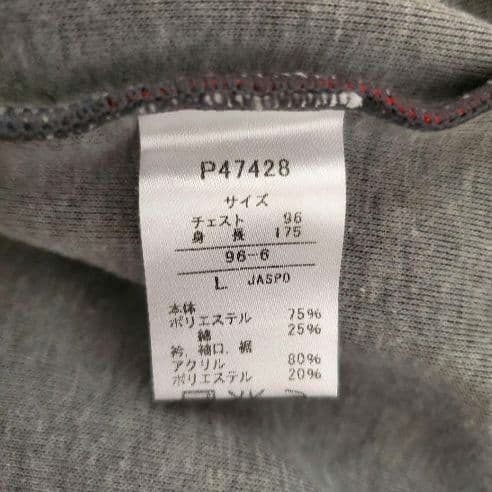 P47428
サイズ
チェスト 96
身長 175
96-6
L JASPO
本体
ポリエステル 75%
綿 25%
衿、袖口、裾
アクリル 80%
ポリエステル 20%